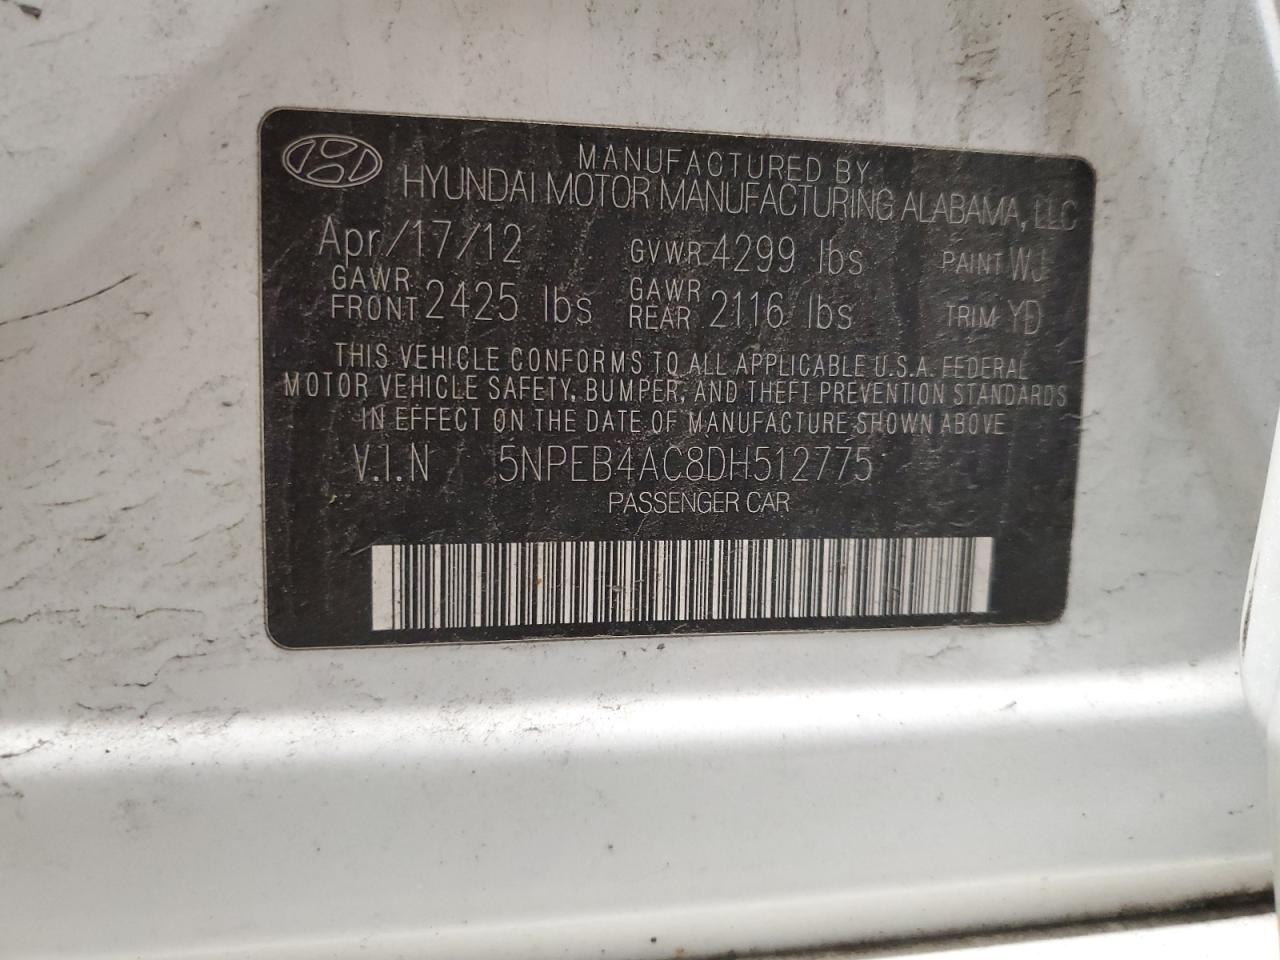 MANUFACTURED BY
HYUNDAI MOTOR MANUFACTURING ALABAMA, LLC
Apr/17/12 GVWR 4299 lbs PAINT WJ
GAWR FRONT 2425 lbs GAWR REAR 2116 lbs TRIM YD
THIS VEHICLE CONFORMS TO ALL APPLICABLE U.S.A. FEDERAL
MOTOR VEHICLE SAFETY, BUMPER, AND THEFT PREVENTION STANDARDS
IN EFFECT ON THE DATE OF MANUFACTURE SHOWN ABOVE
V.I.N 5NPEB4AC8DH512775
PASSENGER CAR